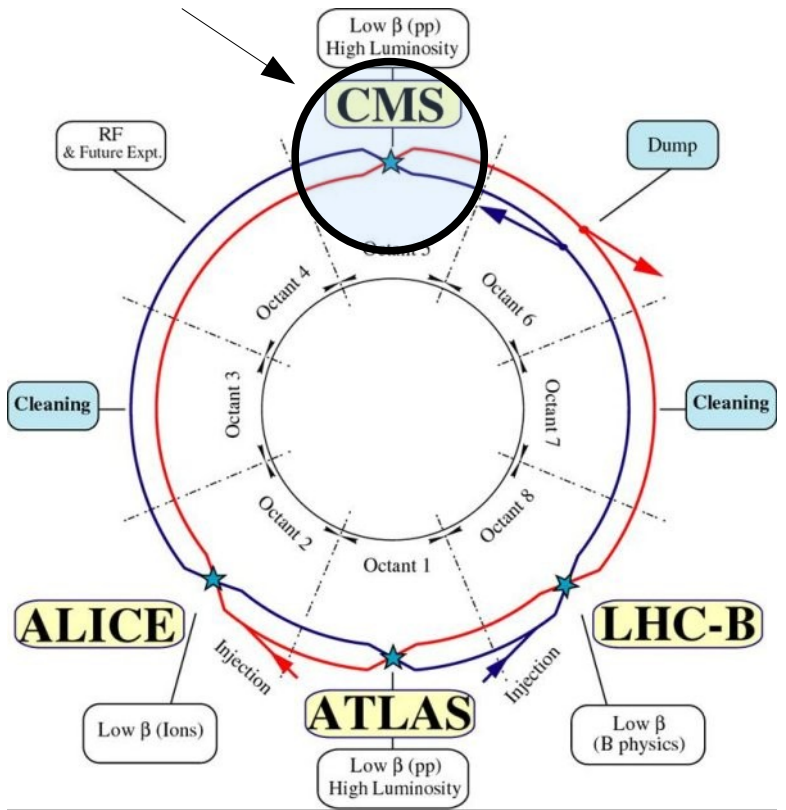 Low β (pp)
High Luminosity
CMS
RF
& Future Expt.
Dump
Octant 5
Octant 4
Octant 6
Cleaning
Octant 3
Octant 7
Cleaning
Octant 2
Octant 8
Octant 1
ALICE
LHC-B
Injection
Injection
ATLAS
Low β (Ions)
Low β
(B physics)
Low β (pp)
High Luminosity